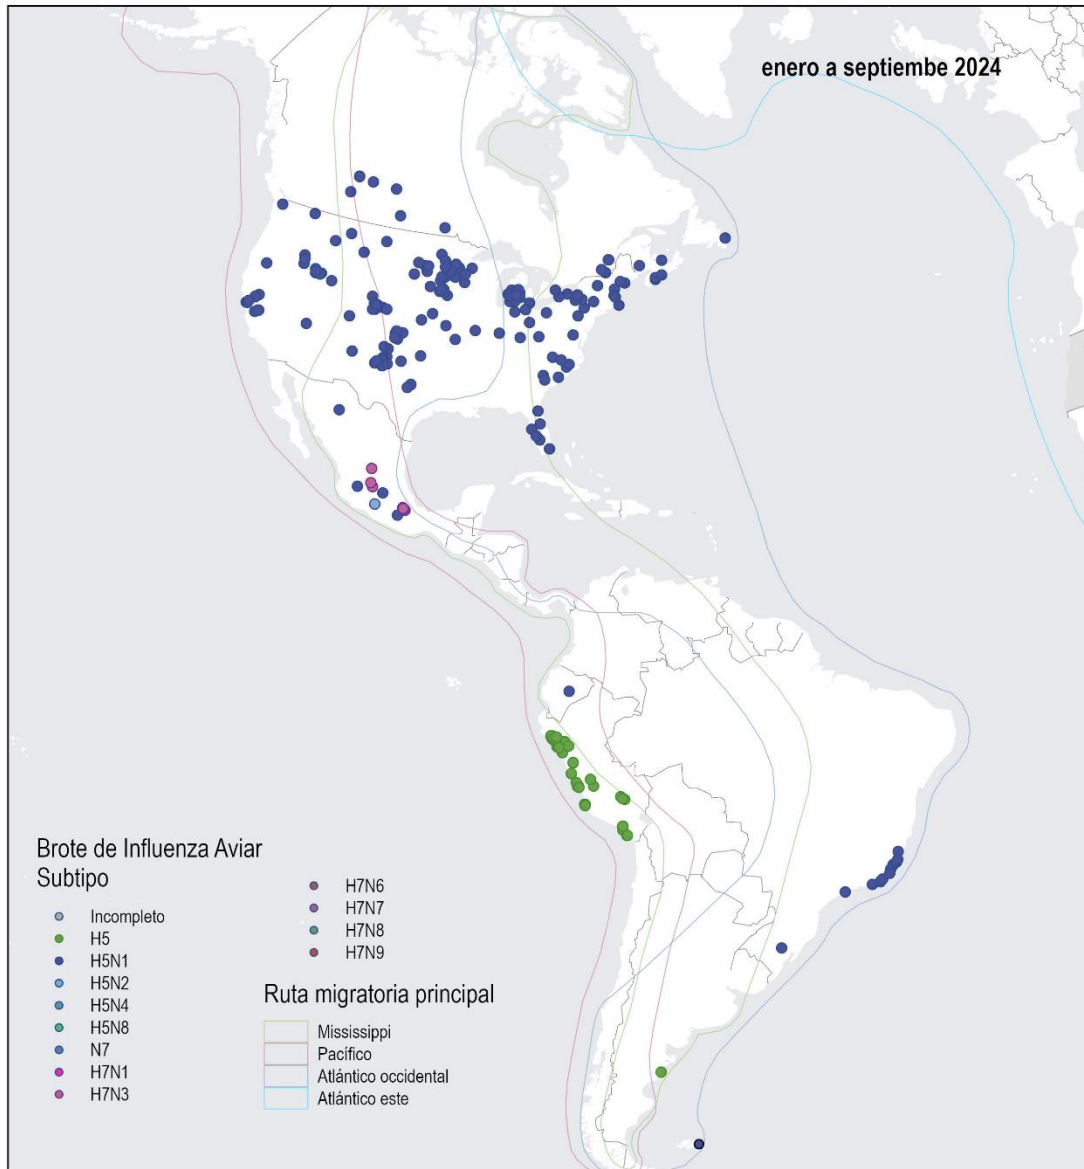 enero a septiembe 2024
Brote de Influenza Aviar
Subtipo
Incompleto
H5
H5N1
H5N2
H5N4
H5N8
N7
H7N1
H7N3
H7N6
H7N7
H7N8
H7N9
Ruta migratoria principal
Mississippi
Pacífico
Atlántico occidental
Atlántico este